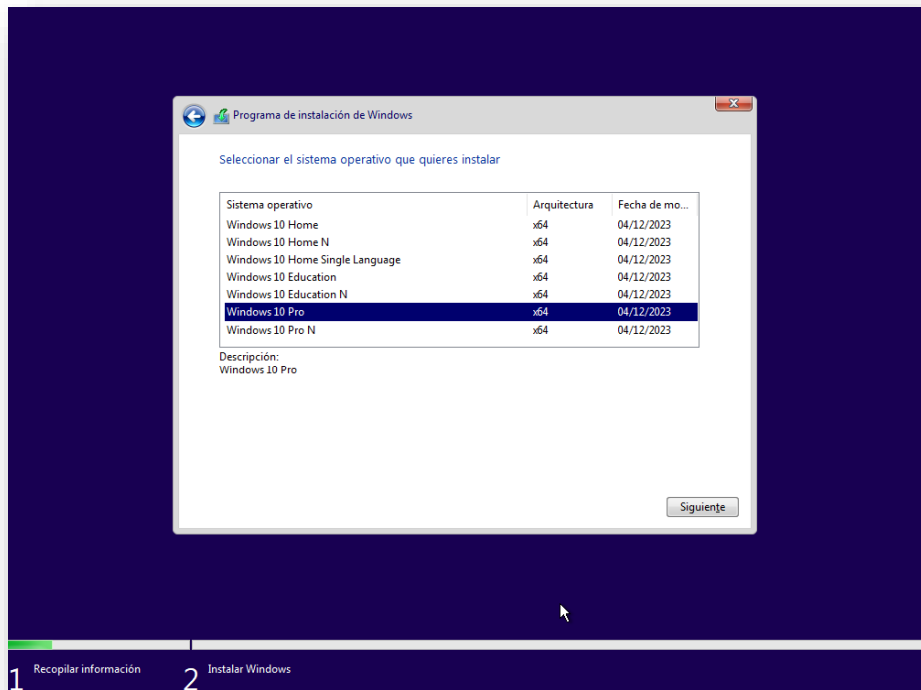 Programa de instalación de Windows
Seleccionar el sistema operativo que quieres instalar
Sistema operativo Arquitectura Fecha de mo...
Windows 10 Home x64 04/12/2023
Windows 10 Home N x64 04/12/2023
Windows 10 Home Single Language x64 04/12/2023
Windows 10 Education x64 04/12/2023
Windows 10 Education N x64 04/12/2023
Windows 10 Pro x64 04/12/2023
Windows 10 Pro N x64 04/12/2023
Descripción:
Windows 10 Pro
Siguiente
1 Recopilar información 2 Instalar Windows